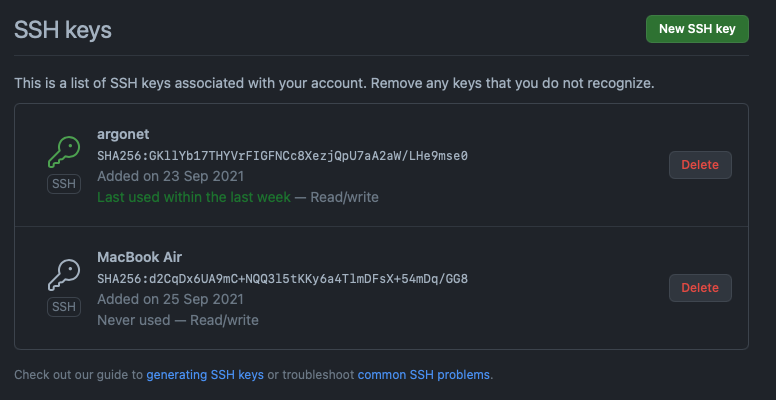 SSH keys
New SSH key
This is a list of SSH keys associated with your account. Remove any keys that you do not recognize.
argonet
SHA256:GKllYb17THYVrFIGFNCc8XezjQpU7aA2aW/LHe9mse0
SSH
Added on 23 Sep 2021
Last used within the last week — Read/write
Delete
MacBook Air
SHA256:d2CqDx6UA9mC+NQQ3l5tKKy6a4TlmDFsX+54mDq/GG8
SSH
Added on 25 Sep 2021
Never used — Read/write
Delete
Check out our guide to generating SSH keys or troubleshoot common SSH problems.